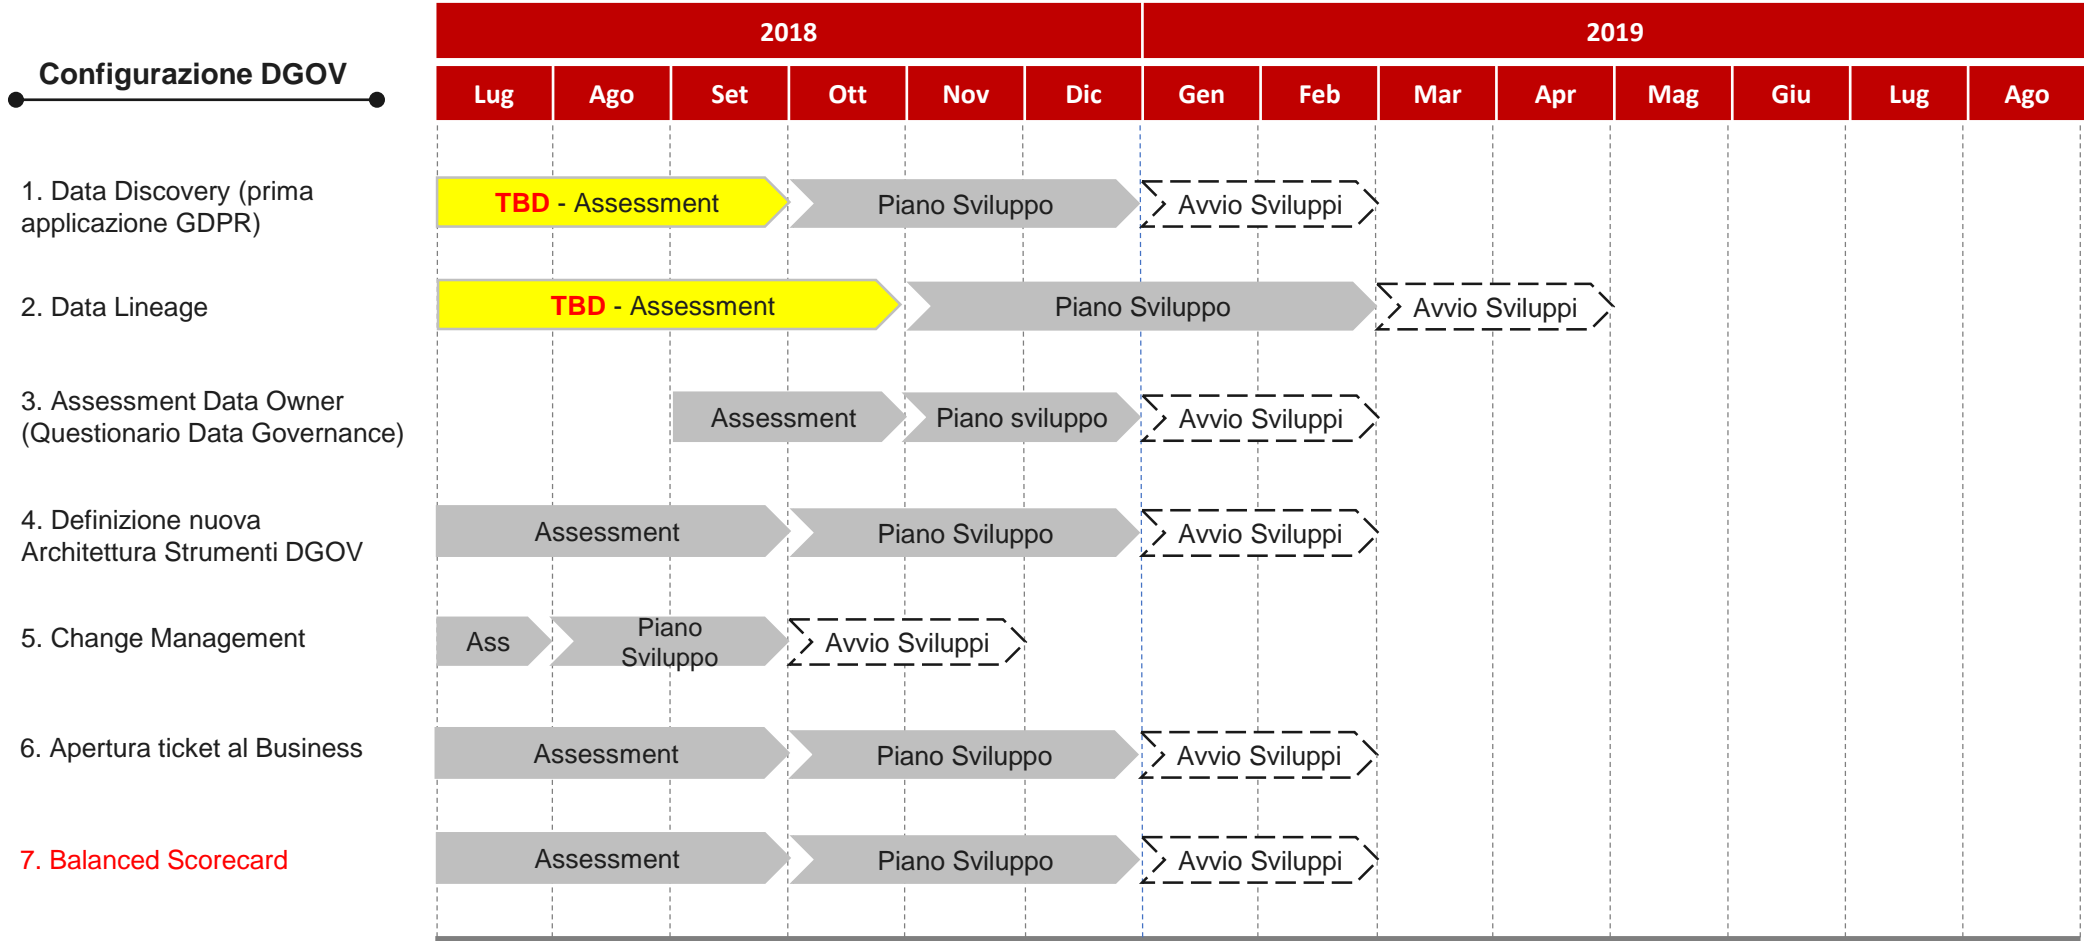 2018
2019
Configurazione DGOV
Lug
Ago
Set
Ott
Nov
Dic
Gen
Feb
Mar
Apr
Mag
Giu
Lug
Ago
1. Data Discovery (prima
applicazione GDPR)
TBD - Assessment
Piano Sviluppo
Avvio Sviluppi
2. Data Lineage
TBD - Assessment
Piano Sviluppo
Avvio Sviluppi
3. Assessment Data Owner
(Questionario Data Governance)
Assessment
Piano sviluppo
Avvio Sviluppi
4. Definizione nuova
Architettura Strumenti DGOV
Assessment
Piano Sviluppo
Avvio Sviluppi
5. Change Management
Ass
Piano
Sviluppo
Avvio Sviluppi
6. Apertura ticket al Business
Assessment
Piano Sviluppo
Avvio Sviluppi
7. Balanced Scorecard
Assessment
Piano Sviluppo
Avvio Sviluppi